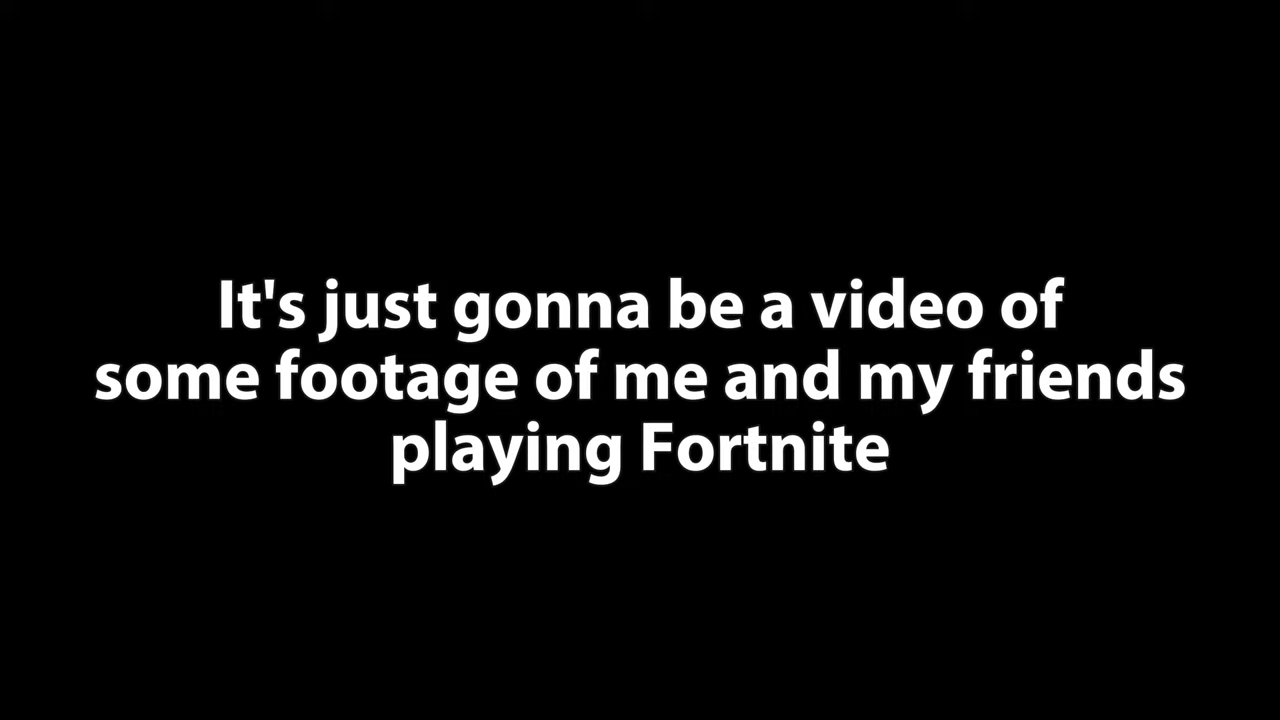 It's just gonna be a video of
some footage of me and my friends
playing Fortnite